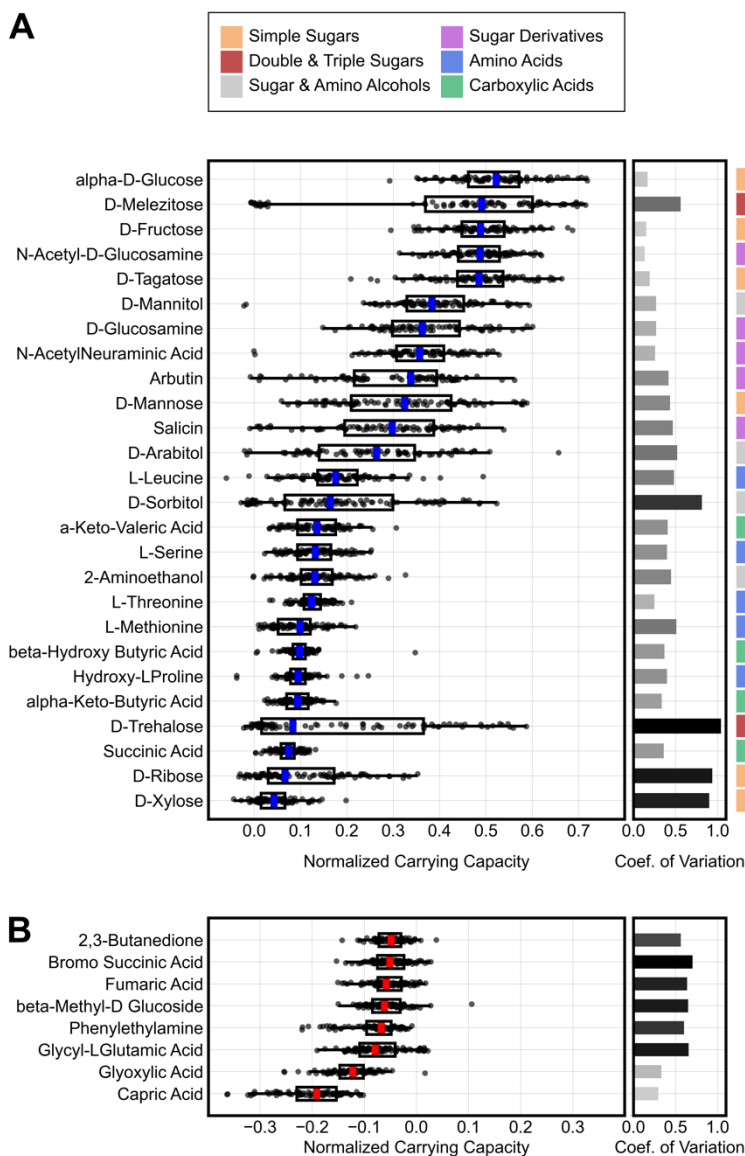 A
Simple Sugars
Double & Triple Sugars
Sugar & Amino Alcohols
Sugar Derivatives
Amino Acids
Carboxylic Acids
alpha-D-Glucose
D-Melezitose
D-Fructose
N-Acetyl-D-Glucosamine
D-Tagatose
D-Mannitol
D-Glucosamine
N-AcetylNeuraminic Acid
Arbutin
D-Mannose
Salicin
D-Arabitol
L-Leucine
D-Sorbitol
a-Keto-Valeric Acid
L-Serine
2-Aminoethanol
L-Threonine
L-Methionine
beta-Hydroxy Butyric Acid
Hydroxy-LProline
alpha-Keto-Butyric Acid
D-Trehalose
Succinic Acid
D-Ribose
D-Xylose
0.0 0.1 0.2 0.3 0.4 0.5 0.6 0.7
0.0 0.5 1.0
Normalized Carrying Capacity
Coef. of Variation
B
2,3-Butanedione
Bromo Succinic Acid
Fumaric Acid
beta-Methyl-D Glucoside
Phenylethylamine
Glycyl-LGlutamic Acid
Glyoxylic Acid
Capric Acid
−0.3 −0.2 −0.1 0.0 0.1 0.2 0.3
0.0 0.5 1.0
Normalized Carrying Capacity
Coef. of Variation